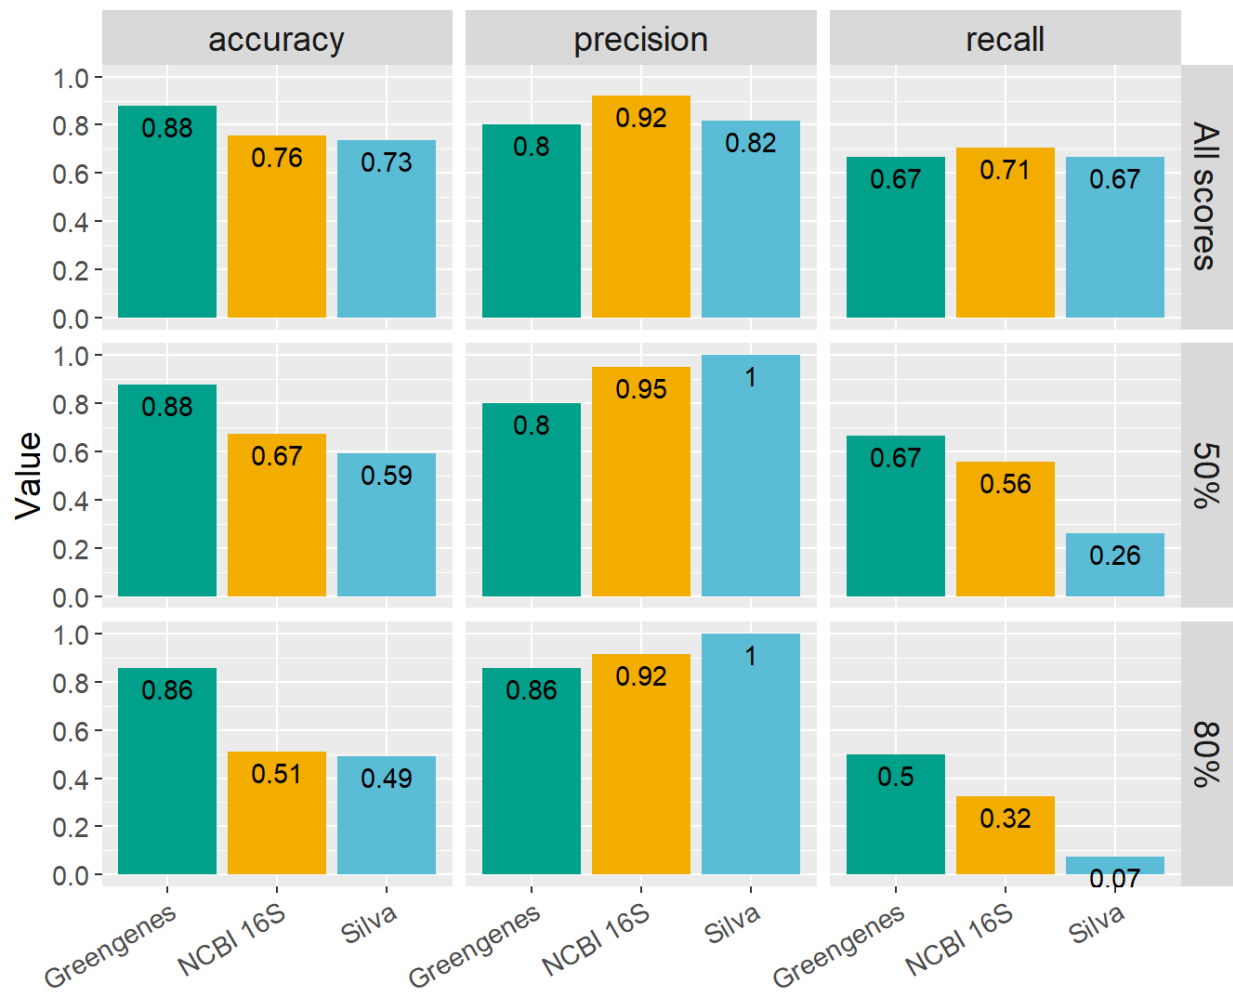 accuracy precision recall
1.0
0.8
0.6
0.4
0.2
0.0
0.88 0.76 0.73
0.8 0.92 0.82
0.67 0.71 0.67
All scores
1.0
0.8
0.6
0.4
0.2
0.0
0.88 0.67 0.59
0.8 0.95 1
0.67 0.56 0.26
50%
Value
1.0
0.8
0.6
0.4
0.2
0.0
0.86 0.51 0.49
0.86 0.92 1
0.5 0.32 0.07
80%
Greengenes NCBI 16S Silva
Greengenes NCBI 16S Silva